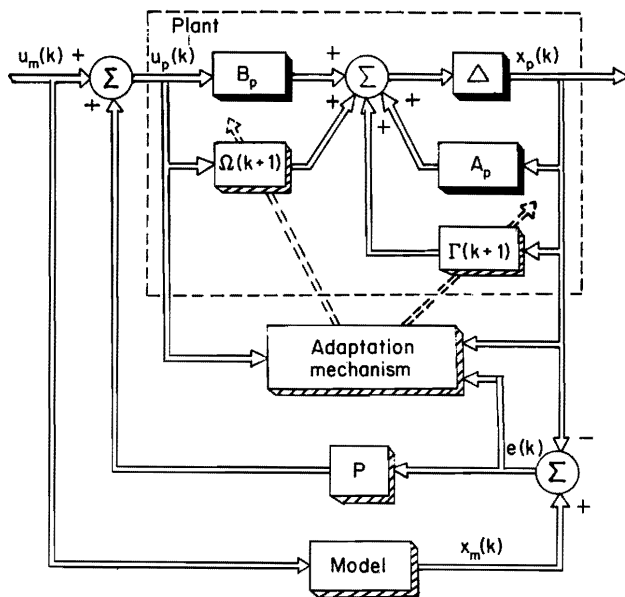 Plant
u_m(k) +
Σ
+
u_p(k)
B_p
+
Σ
+
+
+
Δ
x_p(k)
Ω(k+1)
A_p
Γ(k+1)
Adaptation
mechanism
P
e(k)
−
Σ
+
Model
x_m(k)